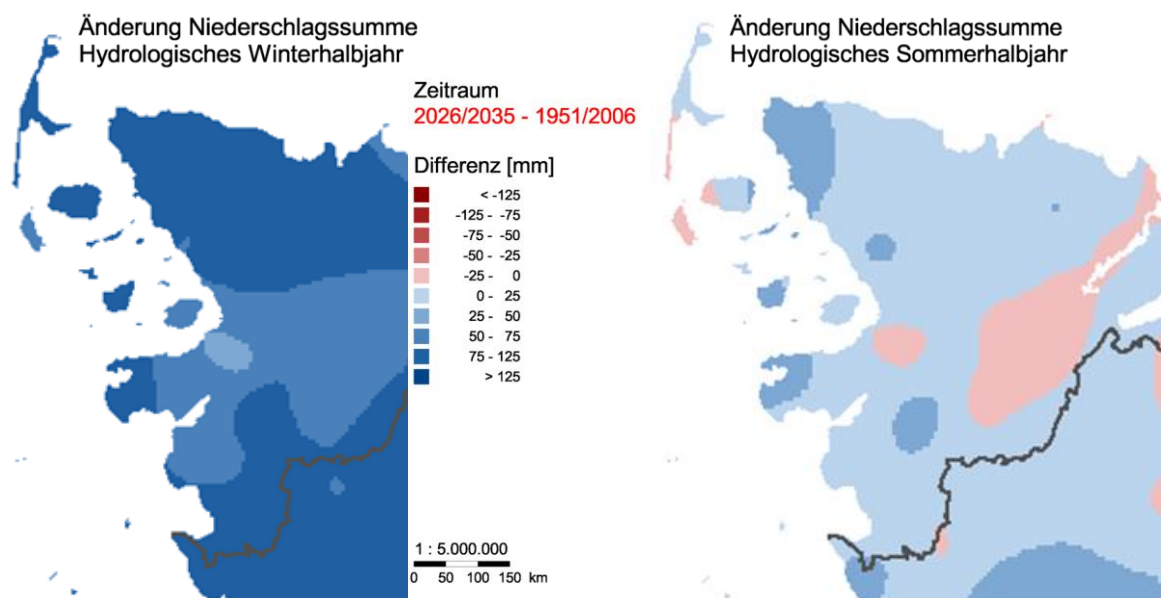 Änderung Niederschlagssumme
Hydrologisches Winterhalbjahr
Zeitraum
2026/2035 - 1951/2006
Differenz [mm]
< -125
-125 - -75
-75 - -50
-50 - -25
-25 - 0
0 - 25
25 - 50
50 - 75
75 - 125
> 125
1 : 5.000.000
0 50 100 150 km
Änderung Niederschlagssumme
Hydrologisches Sommerhalbjahr